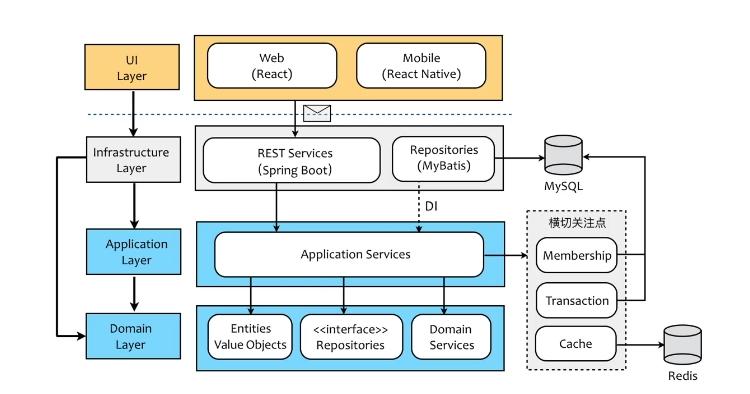 UI
Layer
Web
(React)
Mobile
(React Native)
Infrastructure
Layer
REST Services
(Spring Boot)
Repositories
(MyBatis)
MySQL
DI
Application
Layer
Application Services
横切关注点
Membership
Transaction
Cache
Domain
Layer
Entities
Value Objects
<<interface>>
Repositories
Domain
Services
Redis